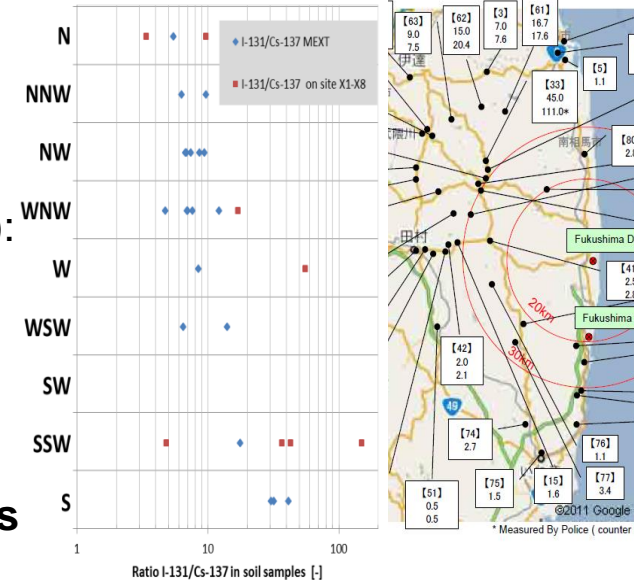 I-131/Cs-137 MEXT
I-131/Cs-137 on site X1-X8
N
NNW
NW
WNW
W
WSW
SW
SSW
S
):
s
1
10
100
Ratio I-131/Cs-137 in soil samples [-]
【63】
9.0
7.5
【62】
15.0
20.4
【3】
7.0
7.6
【61】
16.7
17.6
【5】
1.1
【33】
45.0
111.0*
伊達
南相馬市
田村
Fukushima D
Fukushima
20km
30km
【42】
2.0
2.1
49
【74】
2.7
【76】
1.1
【51】
0.5
0.5
【75】
1.5
【15】
1.6
【77】
3.4
©2011 Google
* Measured By Police ( counter